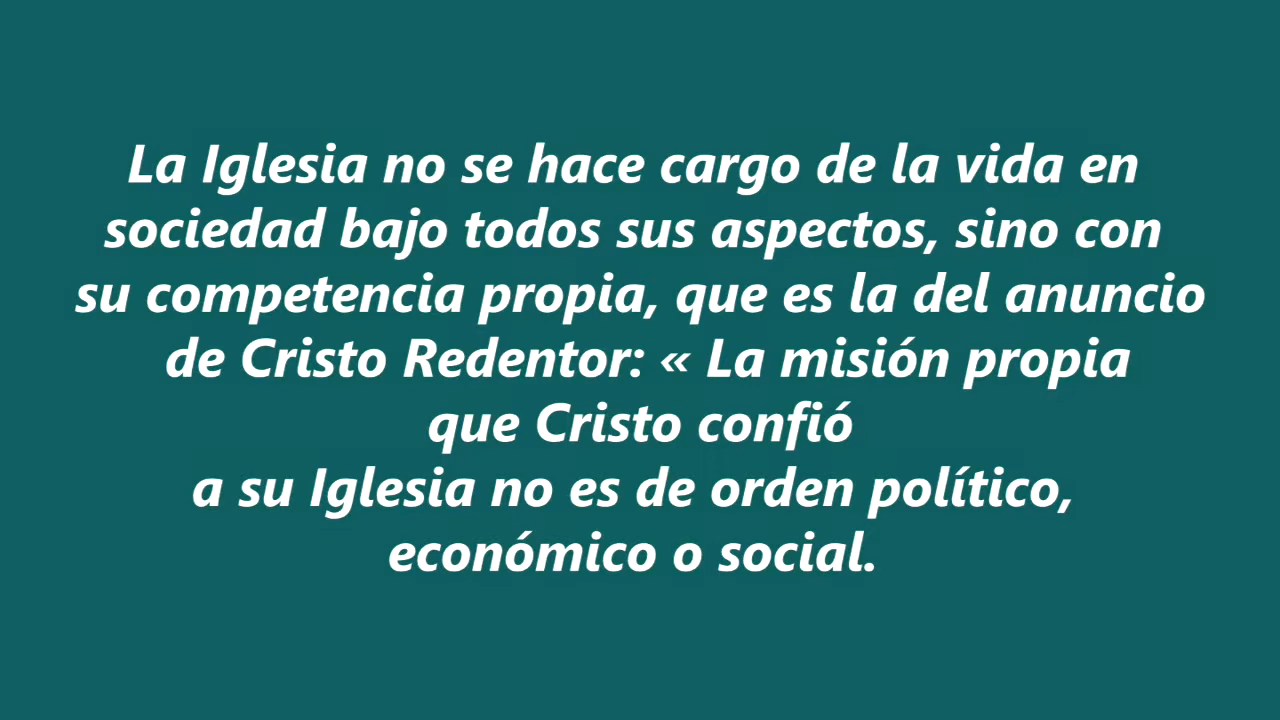 La Iglesia no se hace cargo de la vida en
sociedad bajo todos sus aspectos, sino con
su competencia propia, que es la del anuncio
de Cristo Redentor: « La misión propia
que Cristo confió
a su Iglesia no es de orden político,
económico o social.